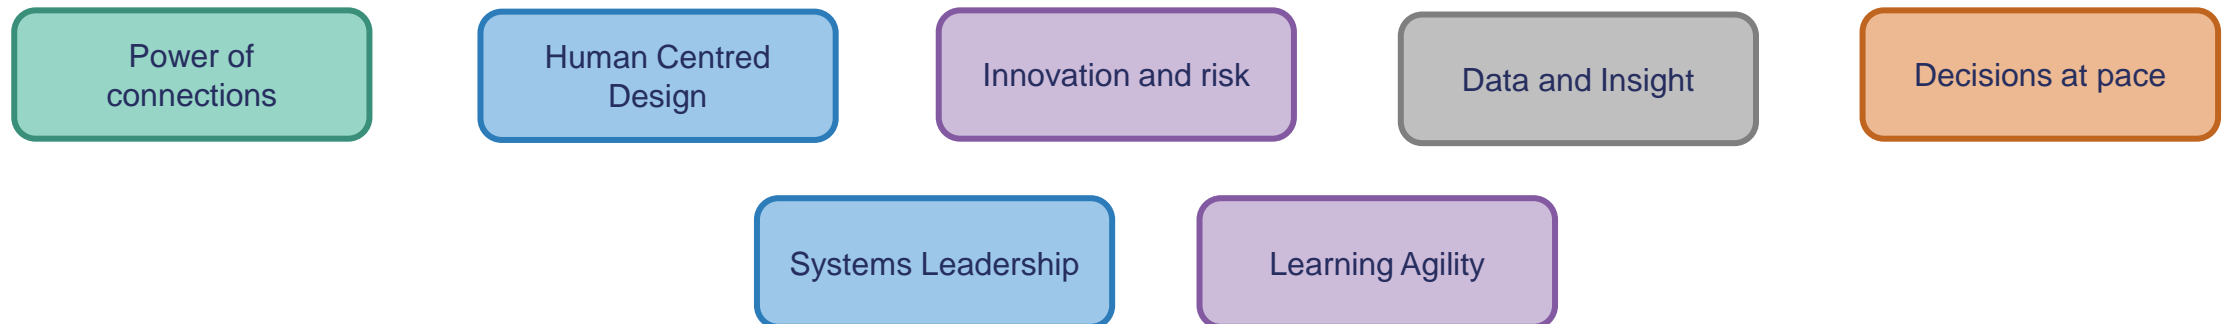 Power of
connections
Human Centred
Design
Innovation and risk
Data and Insight
Decisions at pace
Systems Leadership
Learning Agility